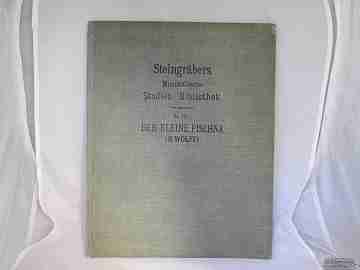 Steingräbers
Musikalische
Studien-Bibliothek
DER KLEINE PISCHNA
(B. WOLFF)